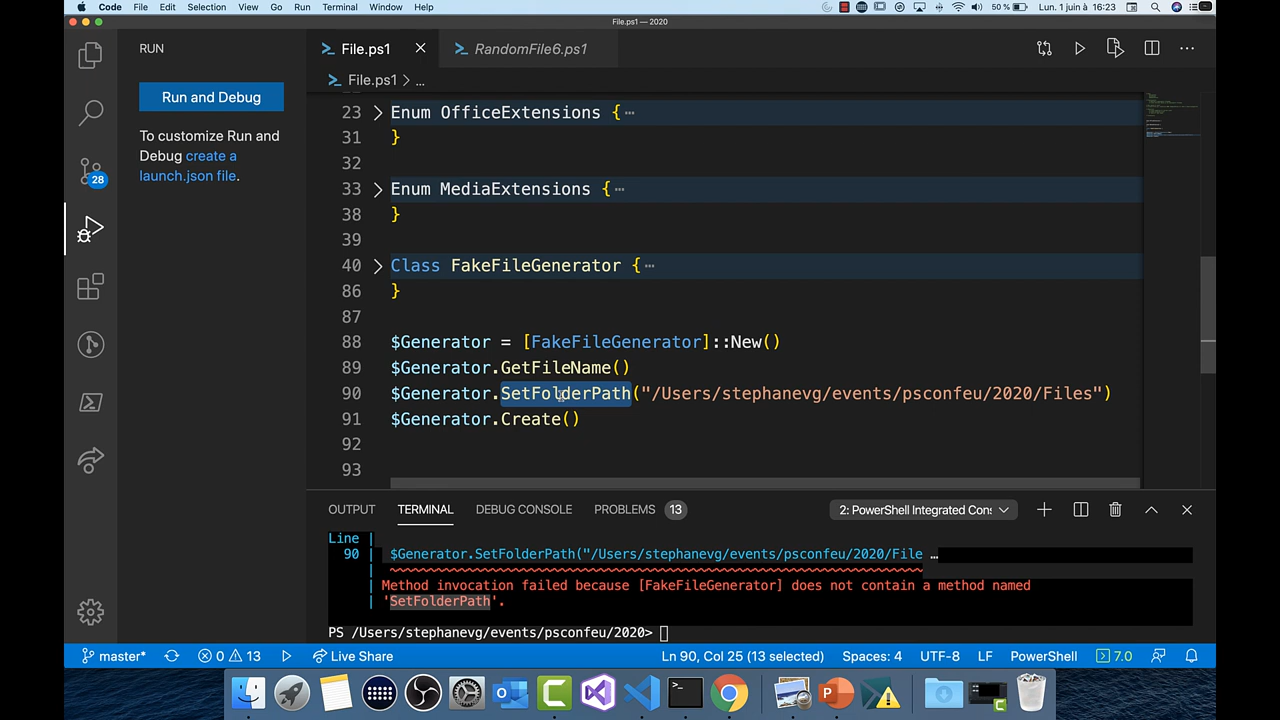 Code File Edit Selection View Go Run Terminal Window Help 50 % Lun. 1 juin à 16:23
File.ps1 — 2020
RUN
File.ps1
RandomFile6.ps1
Run and Debug
To customize Run and
Debug create a
launch.json file.
28
File.ps1 > ...
23 Enum OfficeExtensions { ...
31 }
32
33 Enum MediaExtensions { ...
38 }
39
40 Class FakeFileGenerator { ...
86 }
87
88 $Generator = [FakeFileGenerator]::New()
89 $Generator.GetFileName()
90 $Generator.SetFolderPath("/Users/stephanevg/events/psconfeu/2020/Files")
91 $Generator.Create()
92
93
OUTPUT TERMINAL DEBUG CONSOLE PROBLEMS 13 2: PowerShell Integrated Cons
Line |
90 | $Generator.SetFolderPath("/Users/stephanevg/events/psconfeu/2020/File …
| ~~~~~~~~~~~~~~~~~~~~~~~~~~~~~~~~~~~~~~~~~~~~~~~~~~~~~~~~~~~~~~~~~
| Method invocation failed because [FakeFileGenerator] does not contain a method named
| 'SetFolderPath'.
PS /Users/stephanevg/events/psconfeu/2020>
master* 0 13 Live Share Ln 90, Col 25 (13 selected) Spaces: 4 UTF-8 LF PowerShell 7.0